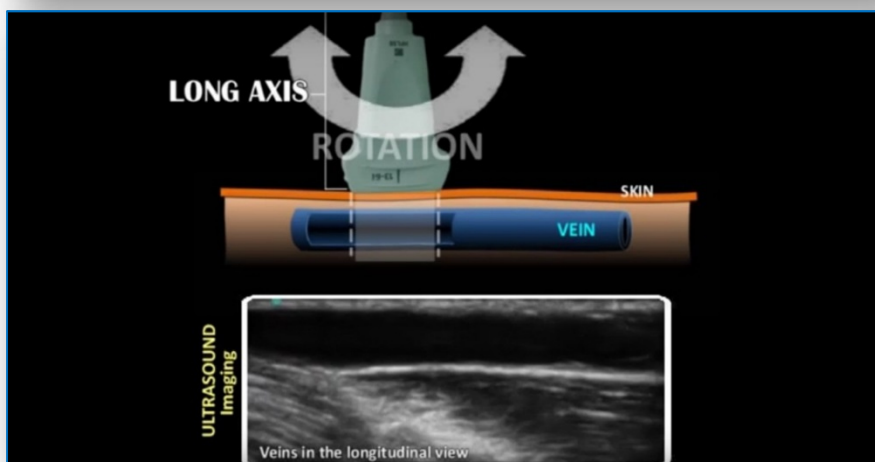 LONG AXIS
ROTATION
SKIN
VEIN
ULTRASOUND
Imaging
Veins in the longitudinal view